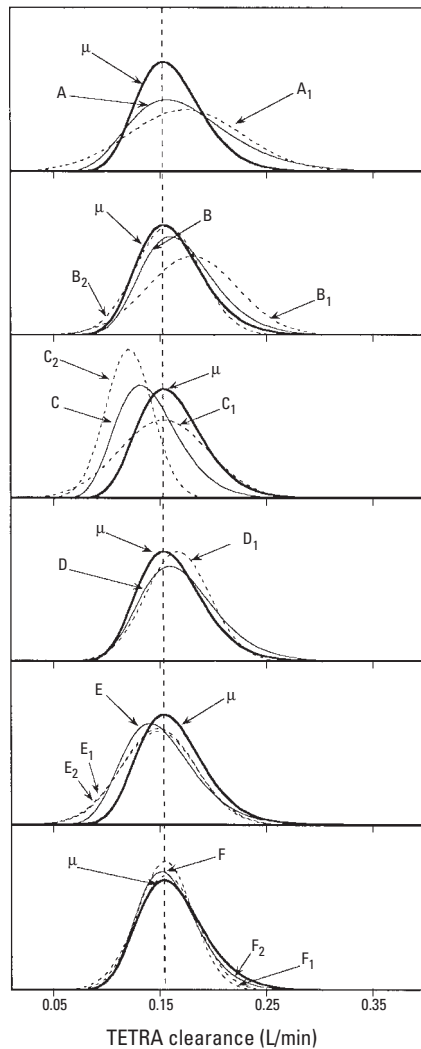 μ
A
A1
μ
B
B2
B1
C2
μ
C
C1
μ
D1
D
E
μ
E1
E2
μ
F
F2
F1
0.05 0.15 0.25 0.35
TETRA clearance (L/min)